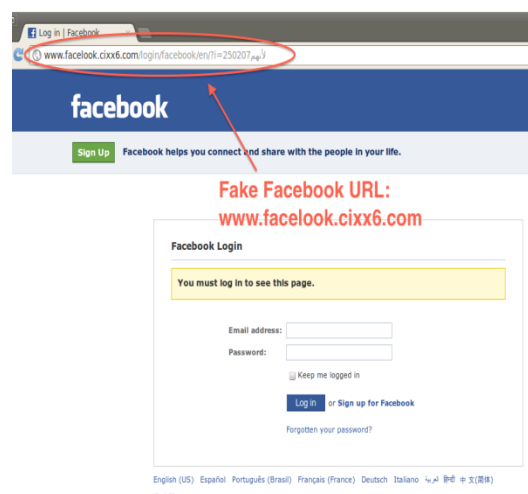 Log in | Facebook
www.facelook.cixx6.com/login/facebook/en/?i=250207لأنهم
facebook
Sign Up Facebook helps you connect and share with the people in your life.
Fake Facebook URL:
www.facelook.cixx6.com
Facebook Login
You must log in to see this page.
Email address:
Password:
Keep me logged in
Log in or Sign up for Facebook
Forgotten your password?
English (US) Español Português (Brasil) Français (France) Deutsch Italiano العربية हिन्दी 中文(简体)